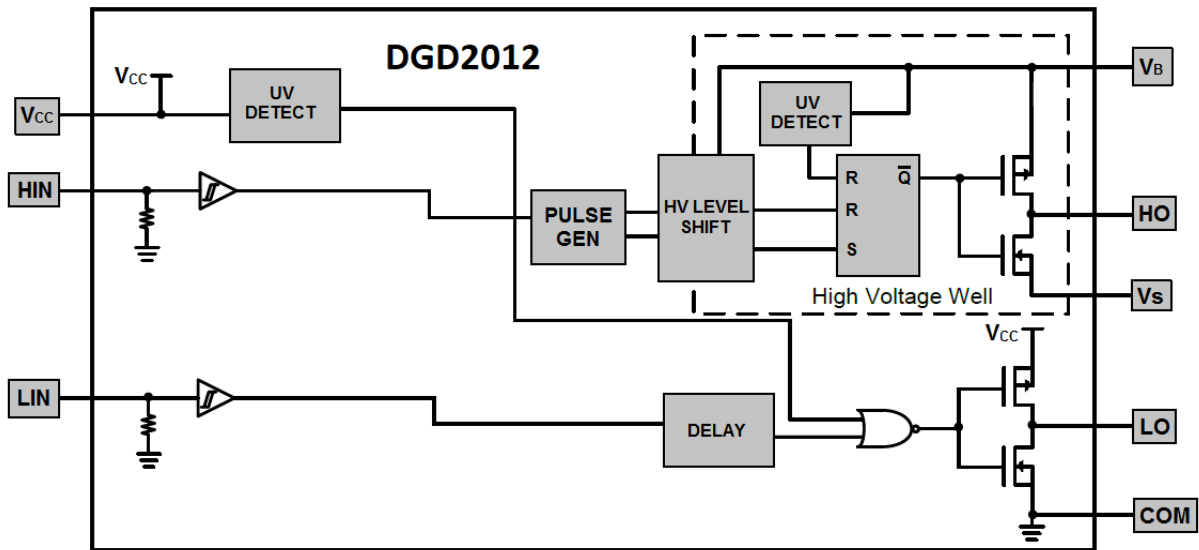 DGD2012
VCC
VCC
UV
DETECT
UV
DETECT
VB
HIN
PULSE
GEN
HV LEVEL
SHIFT
R
Q̅
R
S
HO
High Voltage Well
Vs
VCC
LIN
DELAY
LO
COM